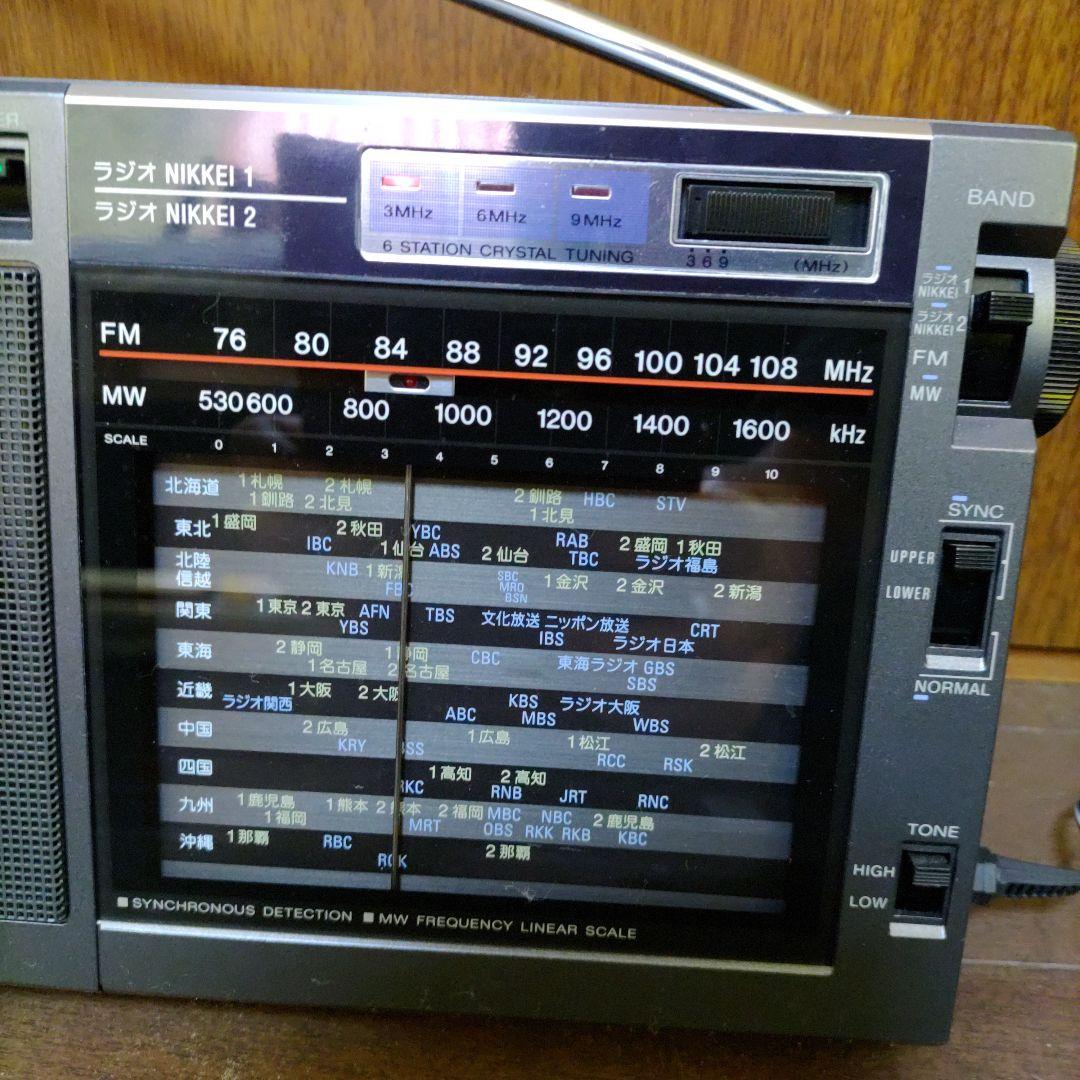 ER
ラジオ NIKKEI 1
ラジオ NIKKEI 2
3MHz 6MHz 9MHz
6 STATION CRYSTAL TUNING
3 6 9 (MHz)
BAND
ラジオ NIKKEI 1
ラジオ NIKKEI 2
FM
MW
FM 76 80 84 88 92 96 100 104 108 MHz
MW 530 600 800 1000 1200 1400 1600 kHz
SCALE 0 1 2 3 4 5 6 7 8 9 10
北海道 1札幌 2札幌 2釧路 HBC STV
1釧路 2北見 1北見
東北 1盛岡 2秋田 YBC RAB 2盛岡 1秋田
IBC 1仙台 ABS 2仙台 TBC ラジオ福島
北陸 KNB 1新潟 SBC 1金沢 2金沢 2新潟
信越 FBC MRO
BSN
関東 1東京 2東京 AFN TBS 文化放送 ニッポン放送 CRT
YBS IBS ラジオ日本
東海 2静岡 1静岡 CBC 東海ラジオ GBS
1名古屋 2名古屋 SBS
近畿 1大阪 2大阪 KBS ラジオ大阪
ラジオ関西 ABC MBS WBS
中国 2広島 1広島 1松江 2松江
KRY BSS RCC RSK
四国 1高知 2高知
RKC RNB JRT RNC
九州 1鹿児島 1熊本 2熊本 2福岡 MBC NBC 2鹿児島
1福岡 MRT OBS RKK RKB KBC
沖縄 1那覇 RBC 2那覇
ROK
■SYNCHRONOUS DETECTION ■MW FREQUENCY LINEAR SCALE
SYNC
UPPER
LOWER
NORMAL
TONE
HIGH
LOW